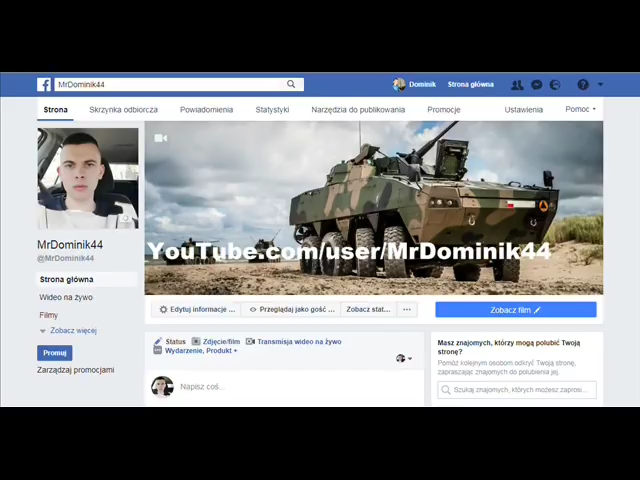 MrDominik44
Dominik
Strona główna
Strona
Skrzynka odbiorcza
Powiadomienia
Statystyki
Narzędzia do publikowania
Promocje
Ustawienia
Pomoc
YouTube.com/user/MrDominik44
MrDominik44
@MrDominik44
Strona główna
Wideo na żywo
Filmy
Zobacz więcej
Promuj
Zarządzaj promocjami
Edytuj informacje ...
Przeglądaj jako gość ...
Zobacz stat...
Zobacz film
Status
Zdjęcie/film
Transmisja wideo na żywo
Wydarzenie, Produkt +
Napisz coś...
Masz znajomych, którzy mogą polubić Twoją
stronę?
Pomóż kolejnym osobom odkryć Twoją stronę,
zapraszając znajomych do polubienia jej.
Szukaj znajomych, których możesz zaprosi...